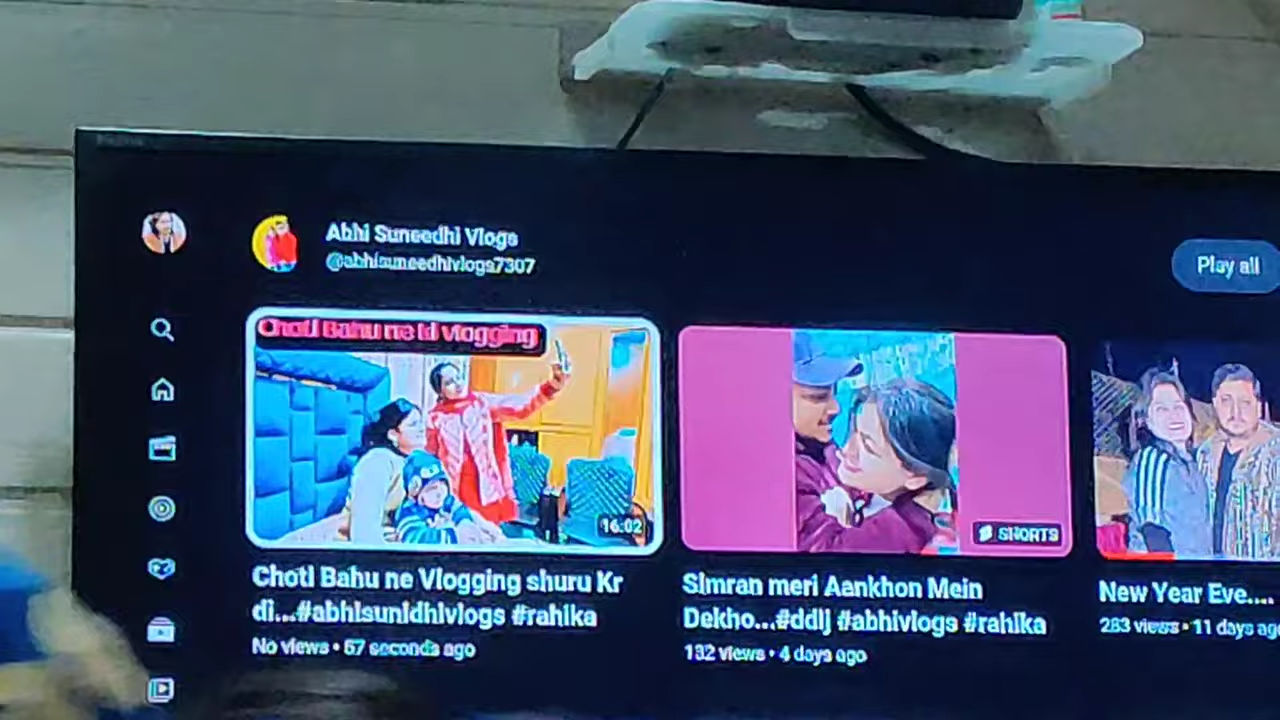 Abhi Suneedhi Vlogs
@abhisuneedhivlogs7307
Play all
Choti Bahu ne ki vlogging
16:02
SHORTS
Choti Bahu ne Vlogging shuru Kr
di...#abhisunidhivlogs #rahika
No views • 57 seconds ago
Simran meri Aankhon Mein
Dekho...#ddlj #abhivlogs #rahika
132 views • 4 days ago
New Year Eve....
283 views • 11 days ago